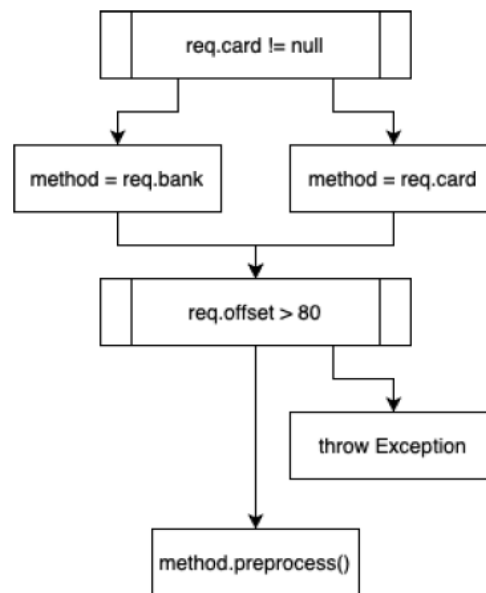 req.card != null
method = req.bank
method = req.card
req.offset > 80
throw Exception
method.preprocess()